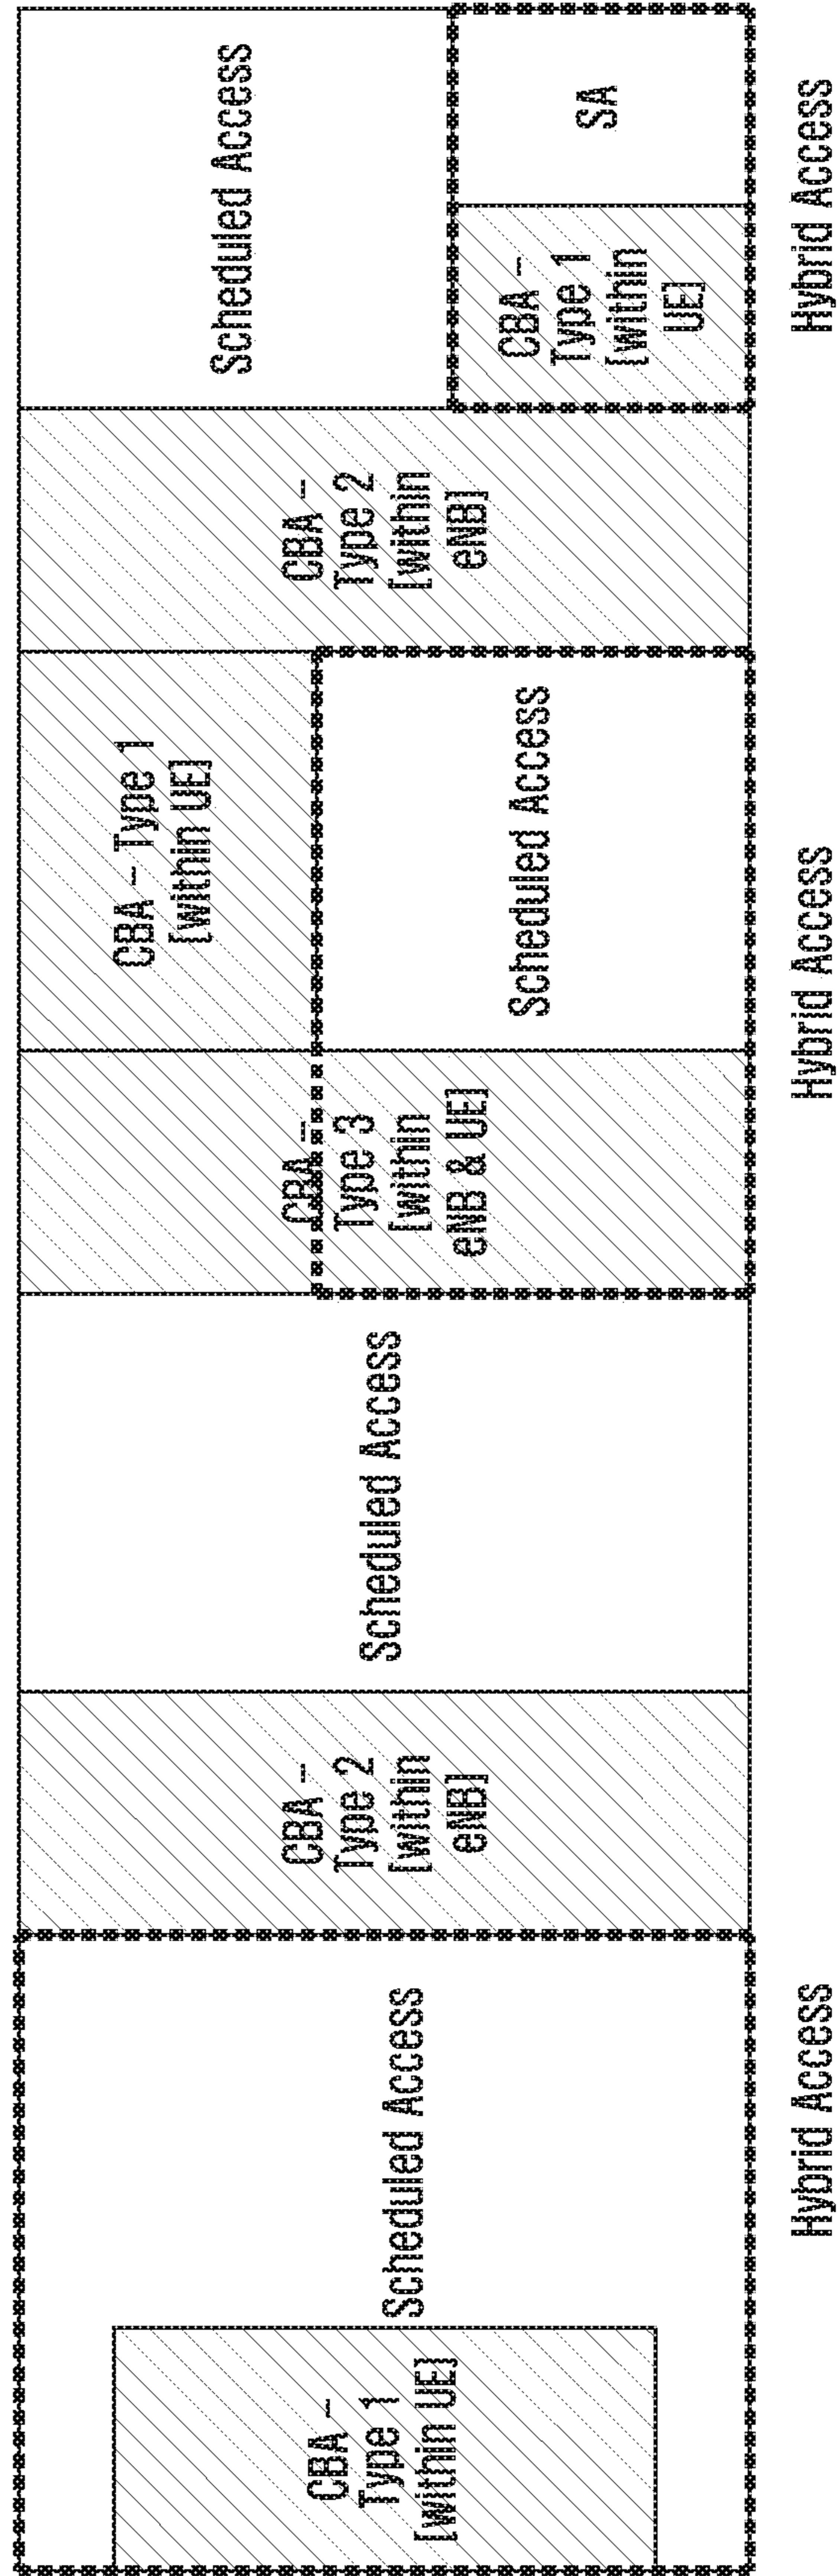 CBA –
Type 1
[within UE]
Scheduled Access
CBA –
Type 2
[within
eNB]
Scheduled Access
CBA –
Type 3
[within
eNB & UE]
CBA – Type 1
[within UE]
Scheduled Access
CBA –
Type 2
[within
eNB]
Scheduled Access
CBA –
Type 1
[within
UE]
SA
Hybrid Access
Hybrid Access
Hybrid Access